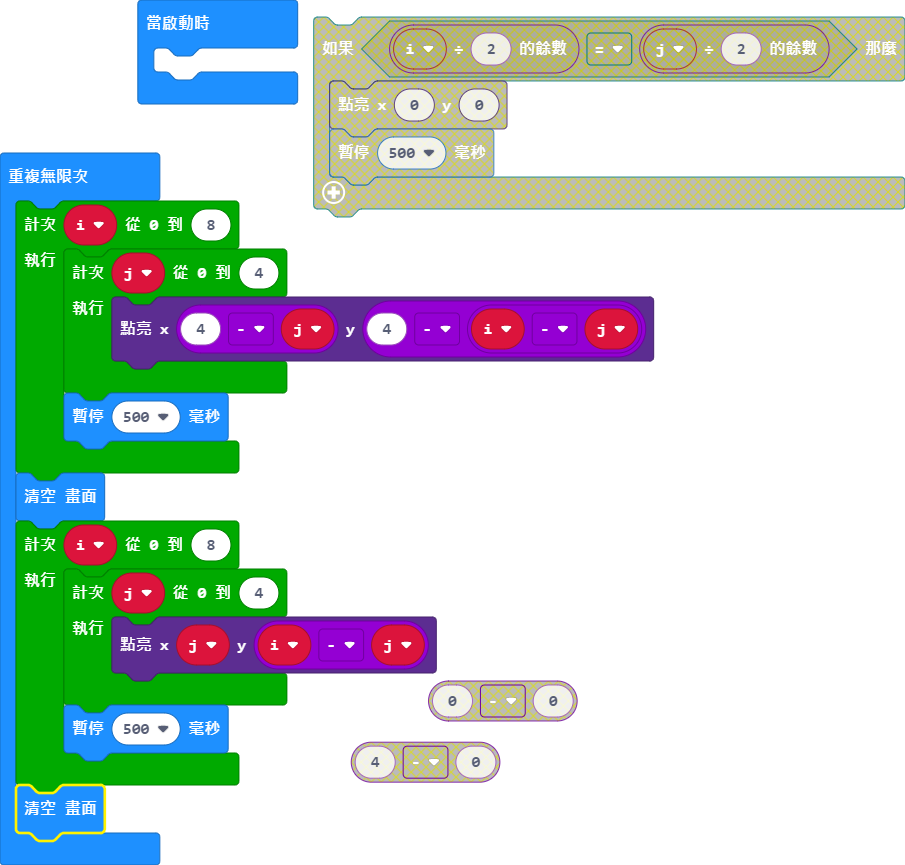 當啟動時
如果 i ÷ 2 的餘數 = j ÷ 2 的餘數 那麼
點亮 x 0 y 0
暫停 500 毫秒
重複無限次
計次 i 從 0 到 8
執行
計次 j 從 0 到 4
執行
點亮 x 4 - j y 4 - i - j
暫停 500 毫秒
清空 畫面
計次 i 從 0 到 8
執行
計次 j 從 0 到 4
執行
點亮 x j y i - j
0 - 0
暫停 500 毫秒
4 - 0
清空 畫面